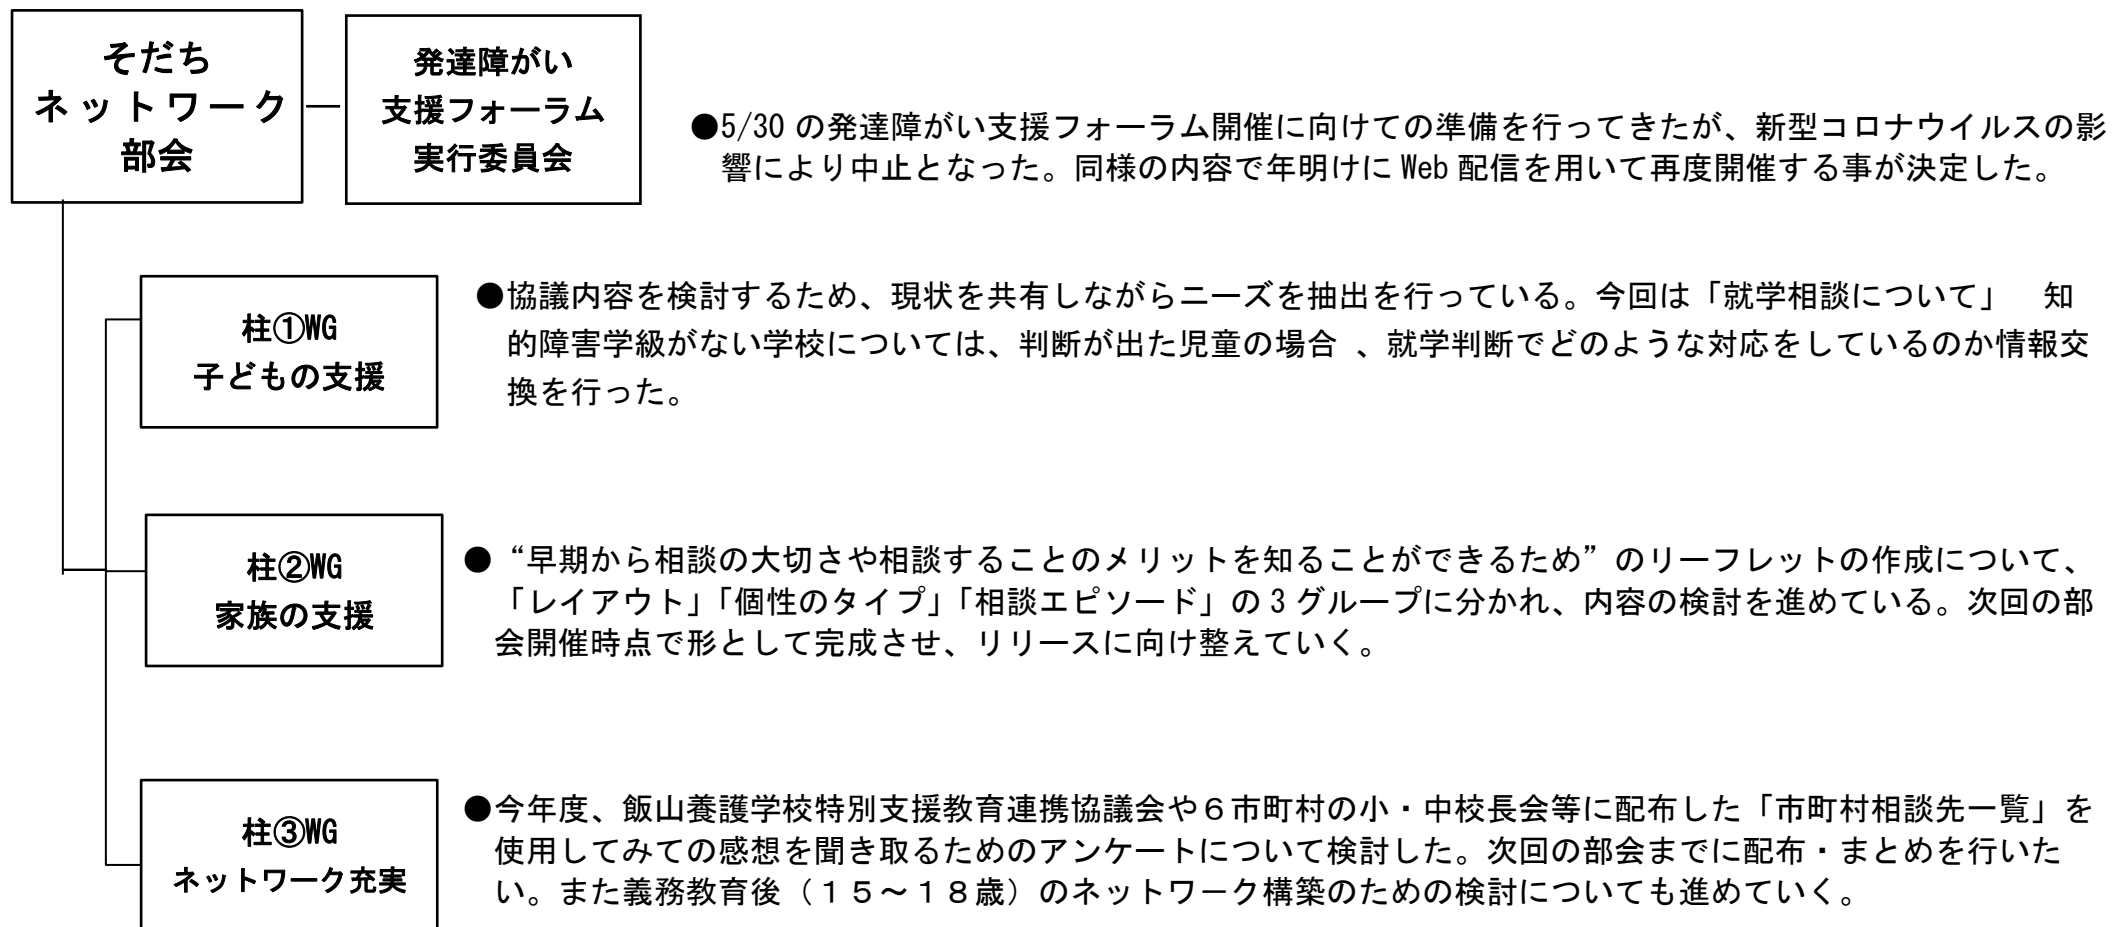 そだち
ネットワーク
部会
発達障がい
支援フォーラム
実行委員会
●5/30 の発達障がい支援フォーラム開催に向けての準備を行ってきたが、新型コロナウイルスの影
響により中止となった。同様の内容で年明けに Web 配信を用いて再度開催する事が決定した。
柱①WG
子どもの支援
●協議内容を検討するため、現状を共有しながらニーズを抽出を行っている。今回は「就学相談について」　知
的障害学級がない学校については、判断が出た児童の場合 、就学判断でどのような対応をしているのか情報交
換を行った。
柱②WG
家族の支援
●“早期から相談の大切さや相談することのメリットを知ることができるため”のリーフレットの作成について、
「レイアウト」「個性のタイプ」「相談エピソード」の 3 グループに分かれ、内容の検討を進めている。次回の部
会開催時点で形として完成させ、リリースに向け整えていく。
柱③WG
ネットワーク充実
●今年度、飯山養護学校特別支援教育連携協議会や６市町村の小・中校長会等に配布した「市町村相談先一覧」を
使用してみての感想を聞き取るためのアンケートについて検討した。次回の部会までに配布・まとめを行いた
い。また義務教育後（１５～１８歳）のネットワーク構築のための検討についても進めていく。